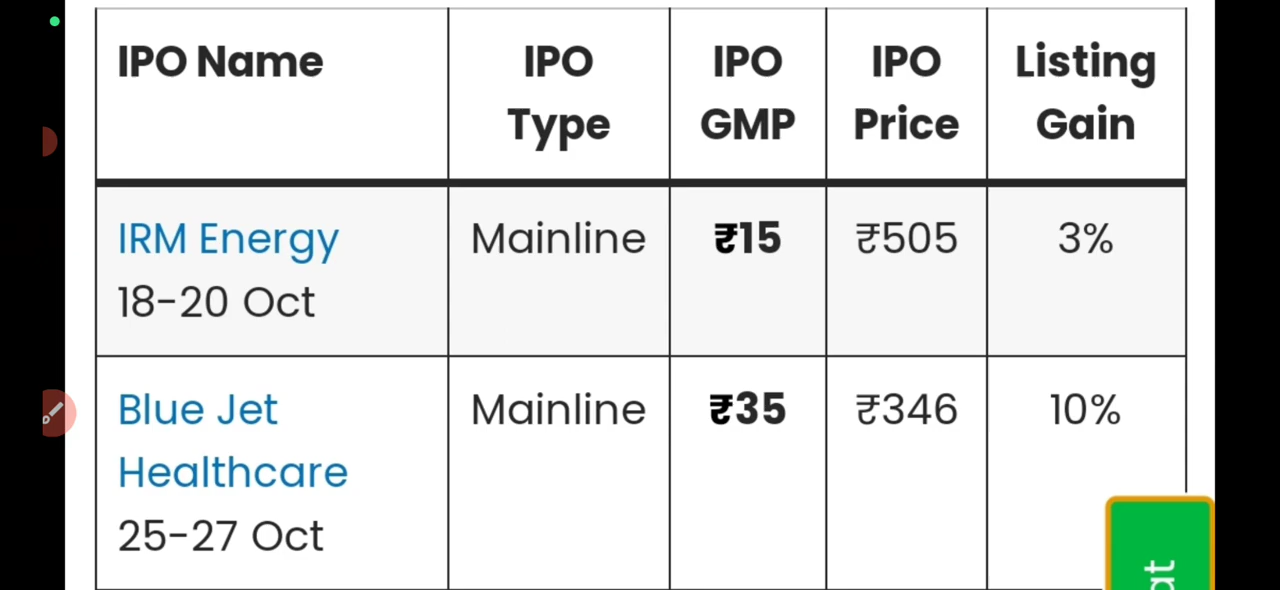 IPO Name IPO Type IPO GMP IPO Price Listing Gain
IRM Energy Mainline ₹15 ₹505 3%
18-20 Oct
Blue Jet Mainline ₹35 ₹346 10%
Healthcare
25-27 Oct
at